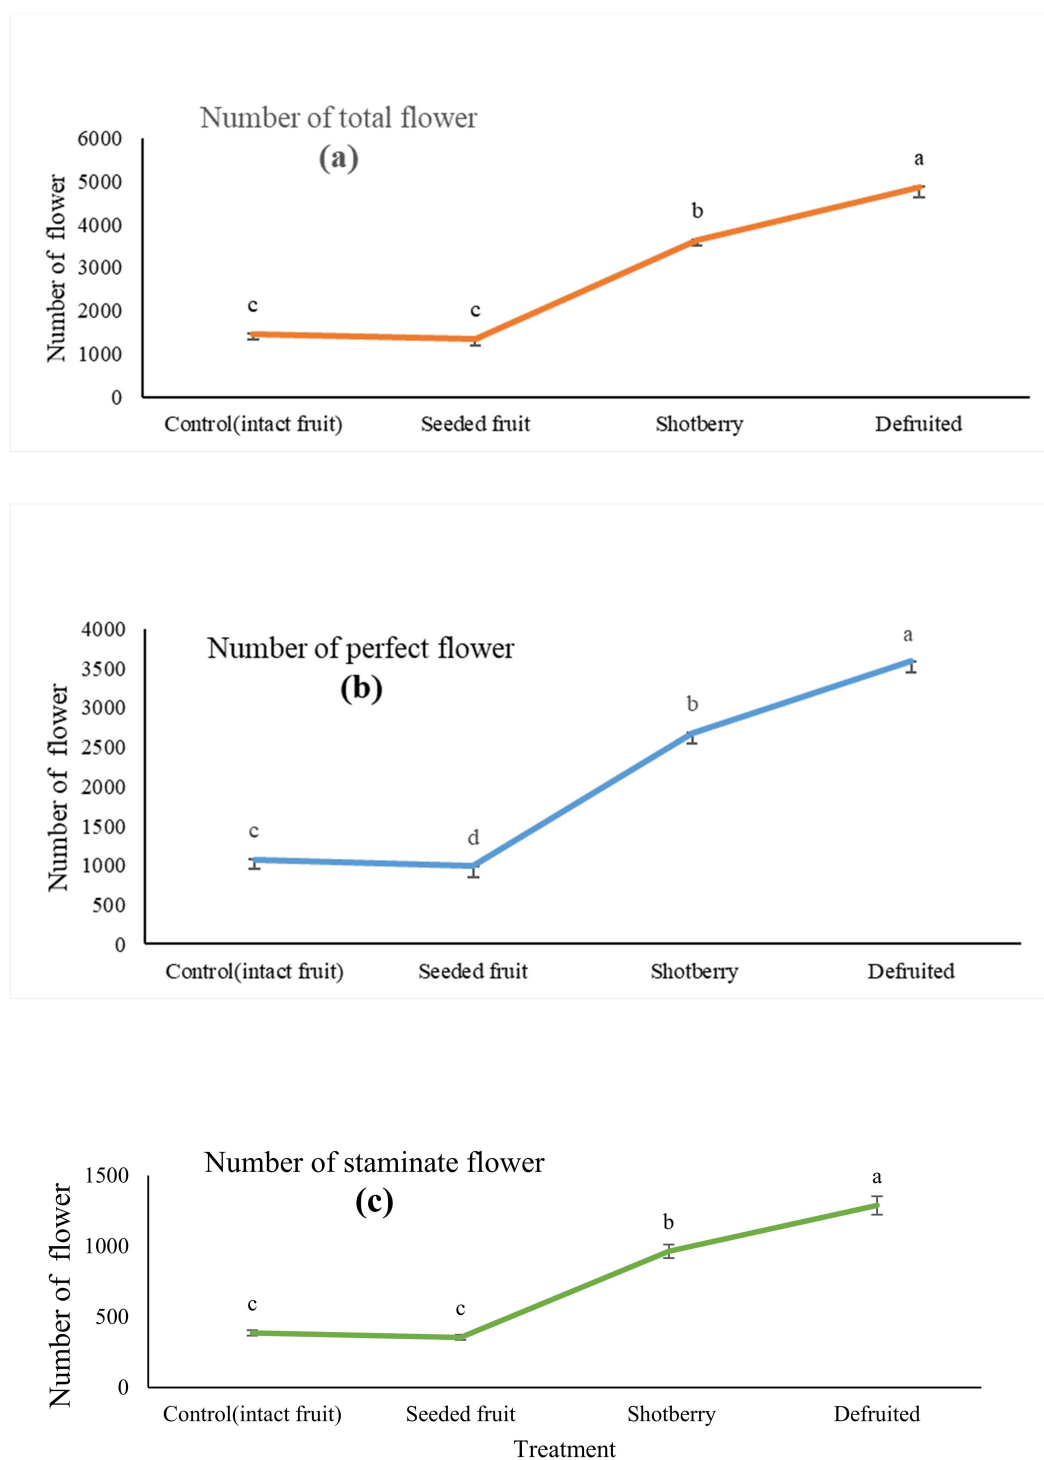 Number of total flower
(a)
Number of  flower
6000
5000
4000
3000
2000
1000
0
c
c
b
a
Control(intact fruit)
Seeded fruit
Shotberry
Defruited
Number of perfect flower
(b)
Number of  flower
4000
3500
3000
2500
2000
1500
1000
500
0
c
d
b
a
Control(intact fruit)
Seeded fruit
Shotberry
Defruited
Number of staminate flower
(c)
Number of  flower
1500
1000
500
0
c
c
b
a
Control(intact fruit)
Seeded fruit
Shotberry
Defruited
Treatment